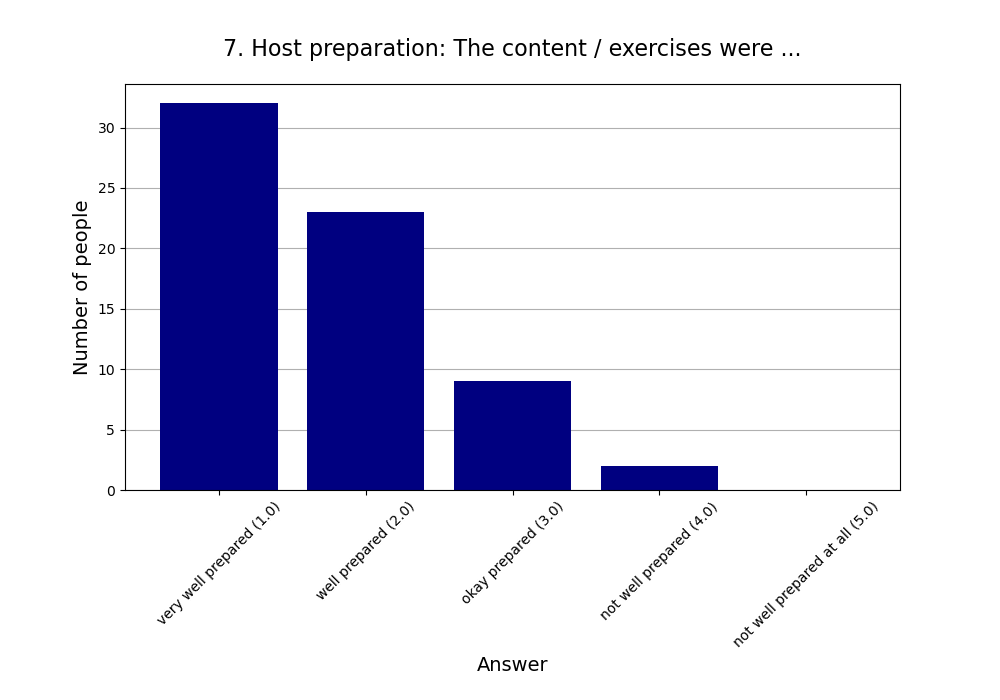 7. Host preparation: The content / exercises were ...
Number of people
30
25
20
15
10
5
0
very well prepared (1.0)
well prepared (2.0)
okay prepared (3.0)
not well prepared (4.0)
not well prepared at all (5.0)
Answer